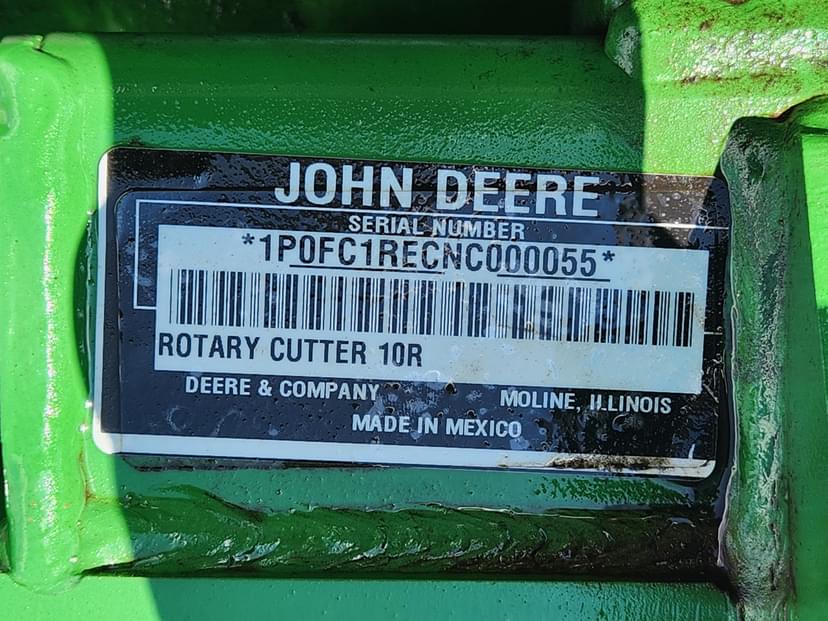 JOHN DEERE
SERIAL NUMBER
*1P0FC1RECNC000055*
ROTARY CUTTER 10R
DEERE & COMPANY MOLINE, ILLINOIS
MADE IN MEXICO